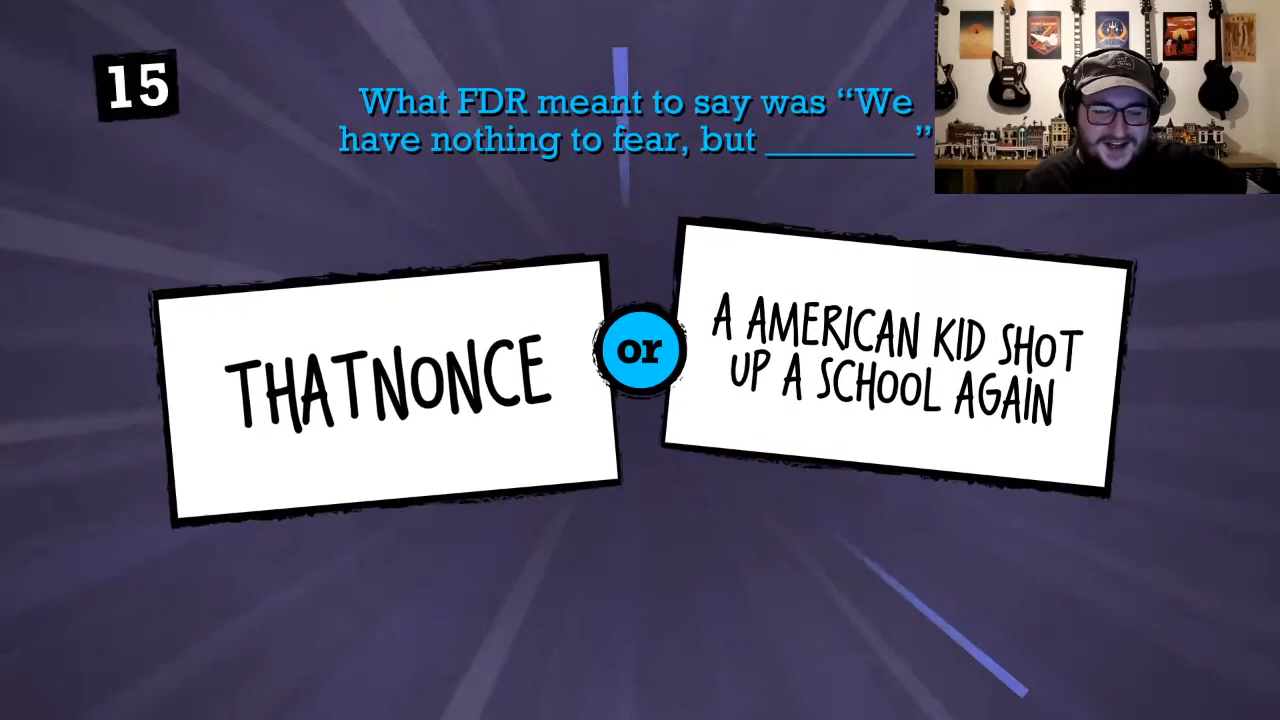 15
What FDR meant to say was “We
have nothing to fear, but ________”
THATNONCE
or
A AMERICAN KID SHOT
UP A SCHOOL AGAIN